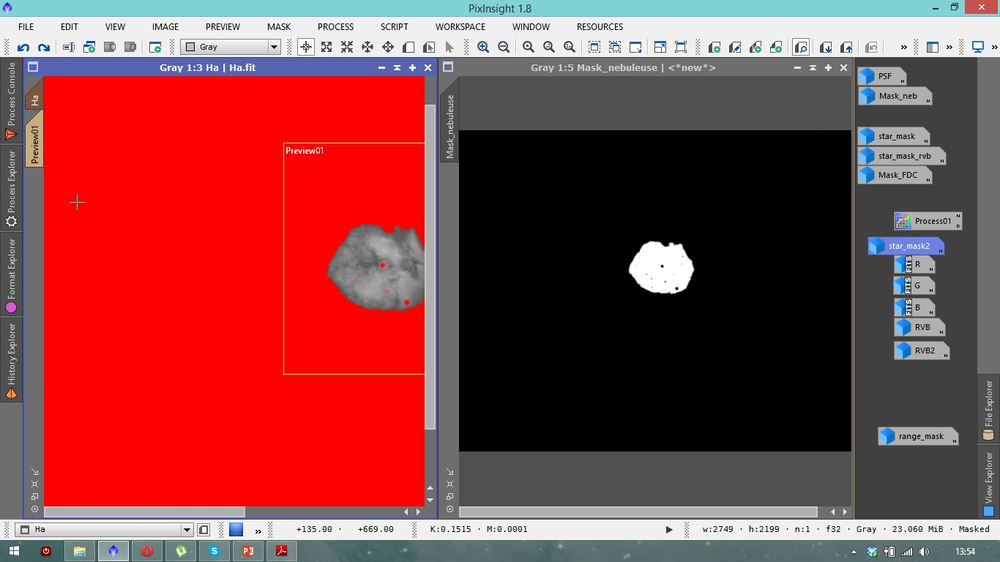 PixInsight 1.8
FILE EDIT VIEW IMAGE PREVIEW MASK PROCESS SCRIPT WORKSPACE WINDOW RESOURCES
Gray
Process Console
Process Explorer
Format Explorer
History Explorer
Gray 1:3 Ha | Ha.fit
Ha
Preview01
Preview01
Gray 1:5 Mask_nebuleuse | <*new*>
Mask_nebuleuse
PSF
N
Mask_neb
N
star_mask
N
star_mask_rvb
N
Mask_FDC
N
Process01
N
D
star_mask2
N
FITS R
N
FITS G
N
FITS B
N
RVB
N
RVB2
N
range_mask
N
File Explorer
View Explorer
Ha
+135.00 · +669.00
K:0.1515 · M:0.0001
w:2749 · h:2199 · n:1 · f32 · Gray · 23.060 MiB · Masked
13:54